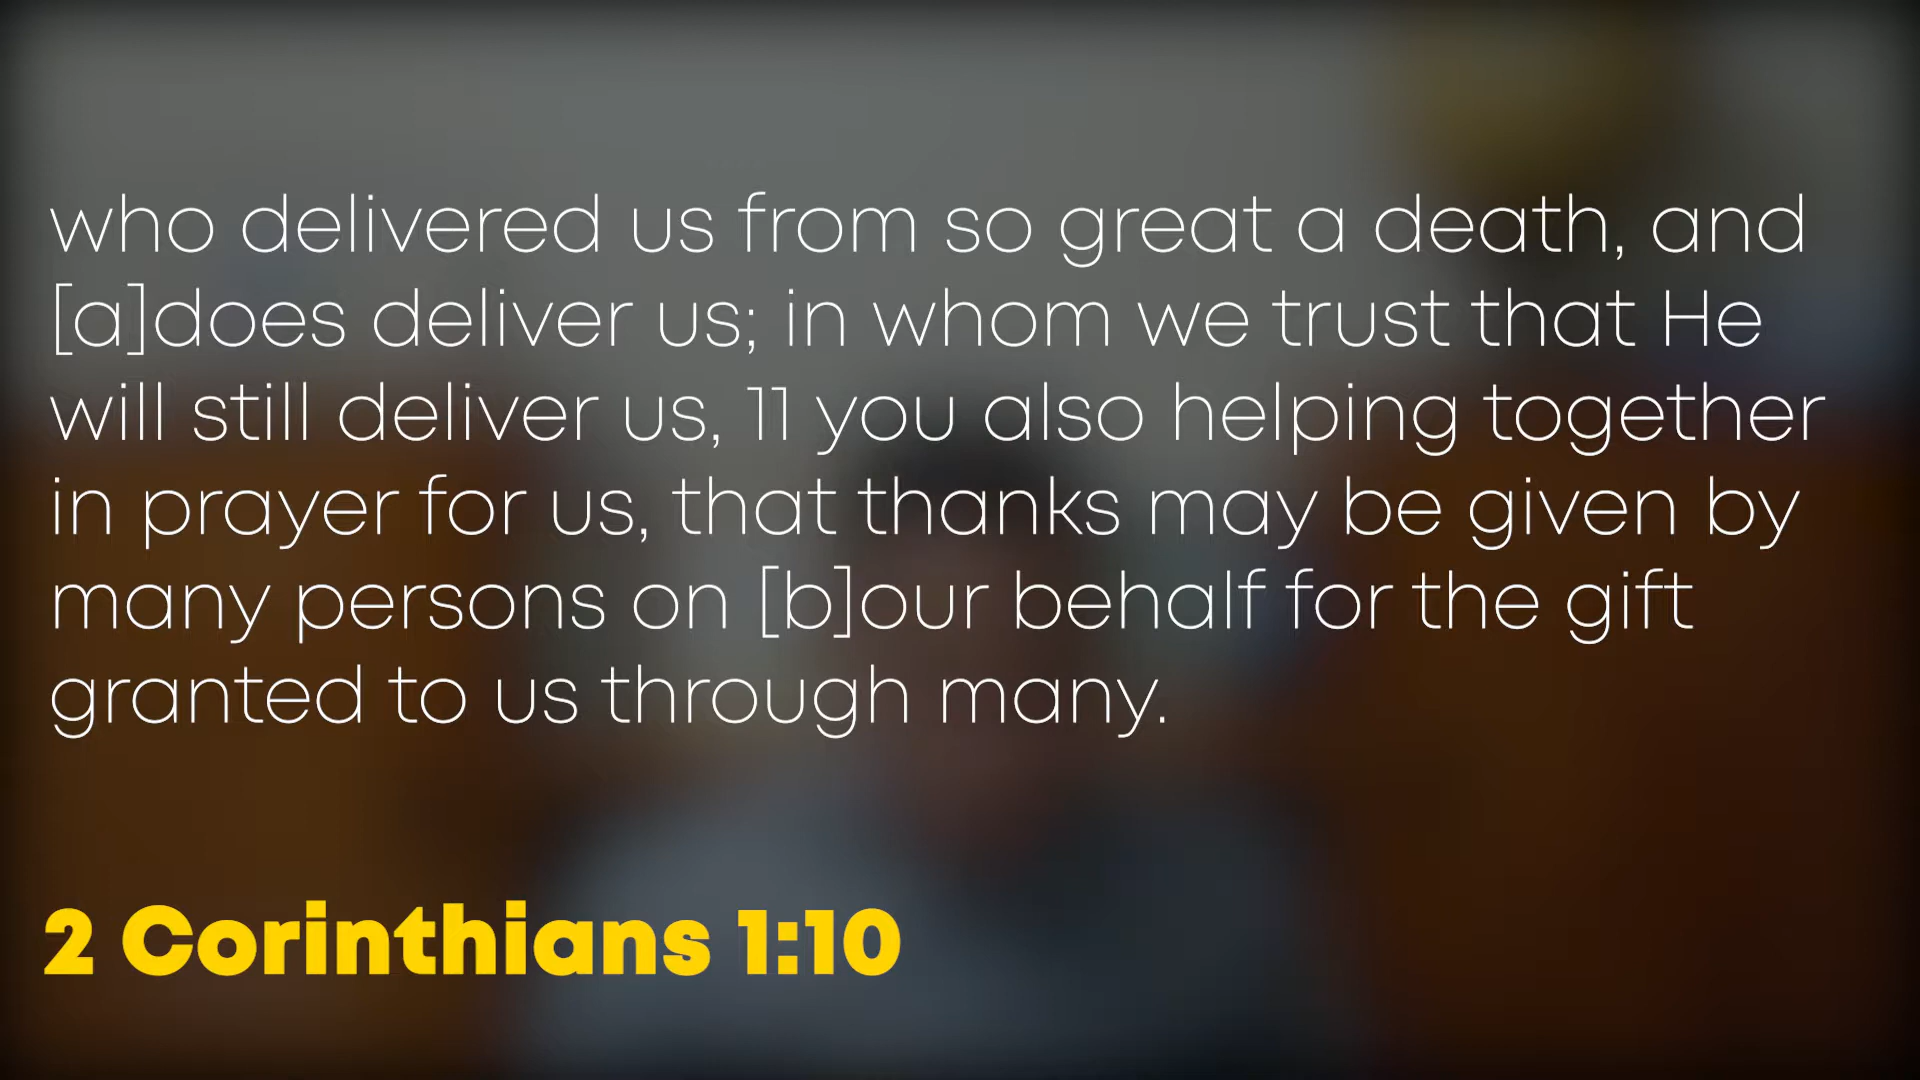 who delivered us from so great a death, and
[a]does deliver us; in whom we trust that He
will still deliver us, 11 you also helping together
in prayer for us, that thanks may be given by
many persons on [b]our behalf for the gift
granted to us through many.
2 Corinthians 1:10